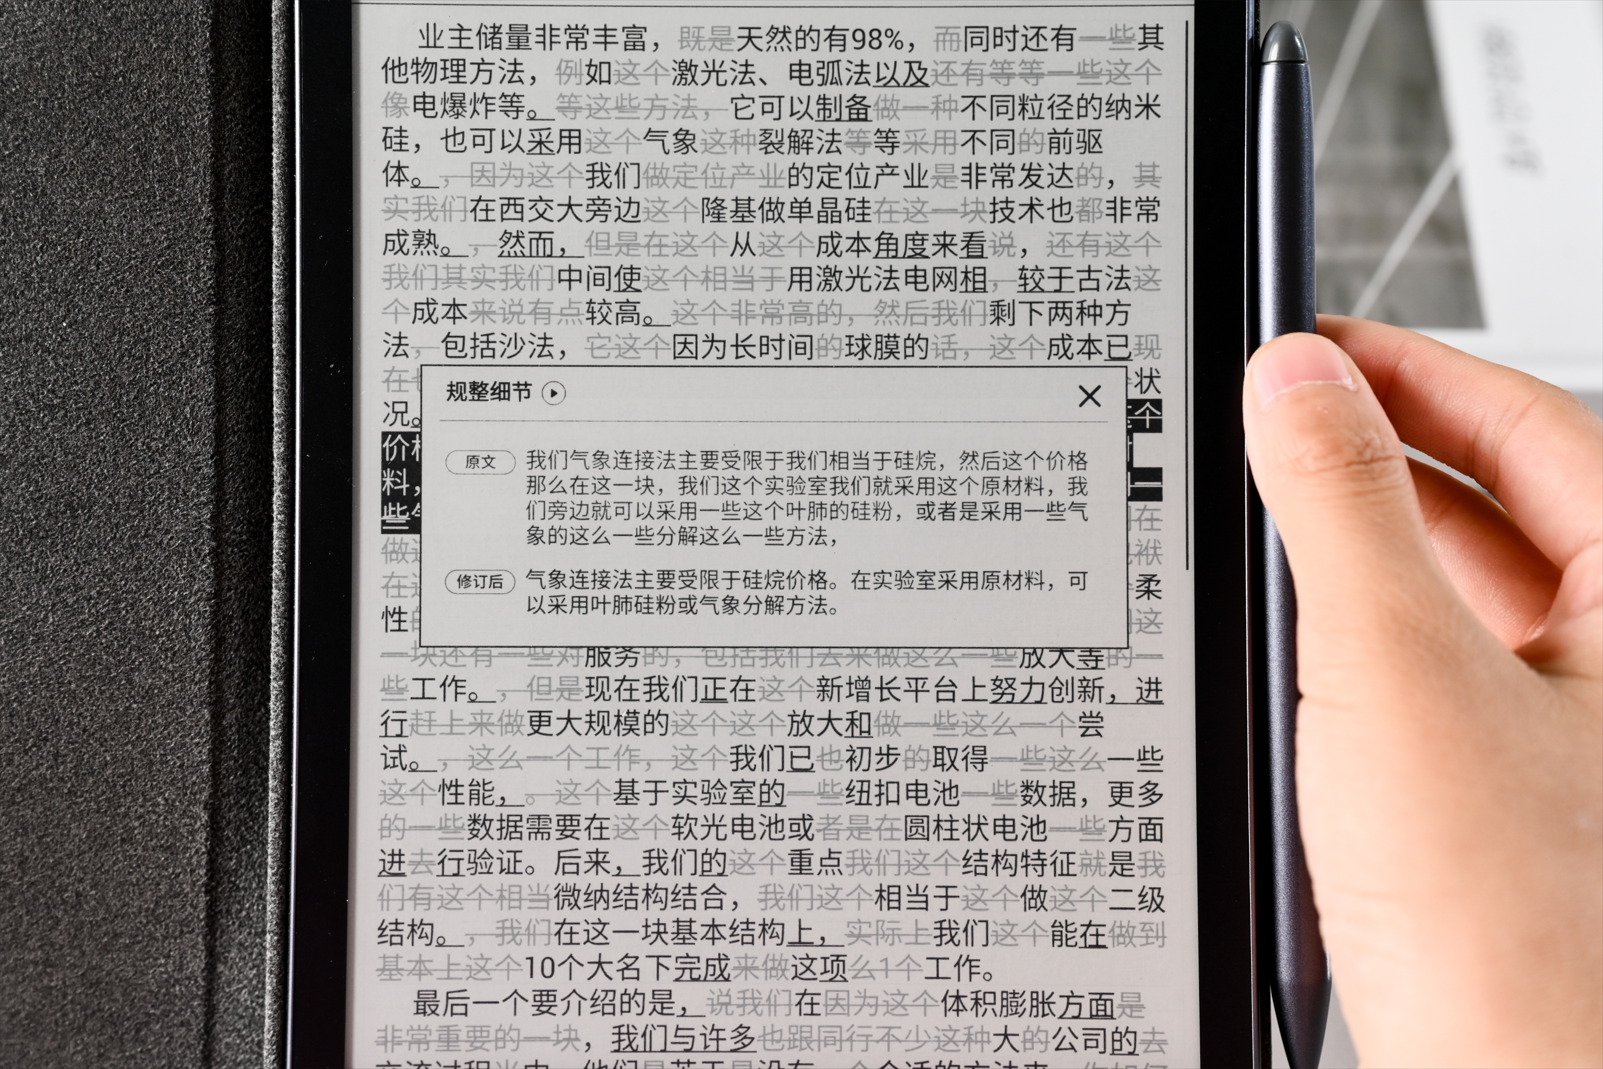 业主储量非常丰富，既是天然的有98%，而同时还有一些其
他物理方法，例如这个激光法、电弧法以及还有等等一些这个
像电爆炸等。等这些方法，它可以制备做一种不同粒径的纳米
硅，也可以采用这个气象这种裂解法等等采用不同的前驱
体。，因为这个我们做定位产业的定位产业是非常发达的，其
实我们在西交大旁边这个隆基做单晶硅在这一块技术也都非常
成熟。，然而，但是在这个从这个成本角度来看说，还有这个
我们其实我们中间使这个相当于用激光法电网相，较于古法这
个成本来说有点较高。这个非常高的，然后我们剩下两种方
法，包括沙法，它这个因为长时间的球膜的话，这个成本已现
在
状
况。
个
价
料，
一
些
在
做
在
柔
性
这
规整细节
原文 我们气象连接法主要受限于我们相当于硅烷，然后这个价格
那么在这一块，我们这个实验室我们就采用这个原材料，我
们旁边就可以采用一些这个叶肺的硅粉，或者是采用一些气
象的这么一些分解这么一些方法，
修订后 气象连接法主要受限于硅烷价格。在实验室采用原材料，可
以采用叶肺硅粉或气象分解方法。
一块还有一些对服务的，包括我们去来做这么一些放大等的一
些工作。，但是现在我们正在这个新增长平台上努力创新，进
行赶上来做更大规模的这个这个放大和做一些这么一个尝
试。，这么一个工作，这个我们已也初步的取得一些这么一些
这个性能，。这个基于实验室的一些纽扣电池一些数据，更多
的一些数据需要在这个软光电池或者是在圆柱状电池一些方面
进去行验证。后来，我们的这个重点我们这个结构特征就是我
们有这个相当微纳结构结合，我们这个相当于这个做这个二级
结构。，我们在这一块基本结构上，实际上我们这个能在做到
基本上这个10个大名下完成来做这项么1个工作。
最后一个要介绍的是，说我们在因为这个体积膨胀方面是
非常重要的一块，我们与许多也跟同行不少这种大的公司的去